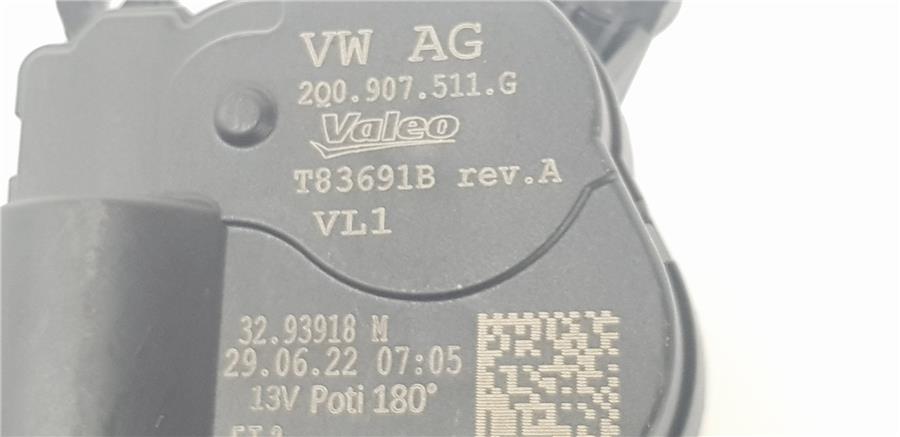 VW AG
2Q0.907.511.G
Valeo
T83691B rev.A
VL1
32.93918 M
29.06.22 07:05
13V Poti 180°